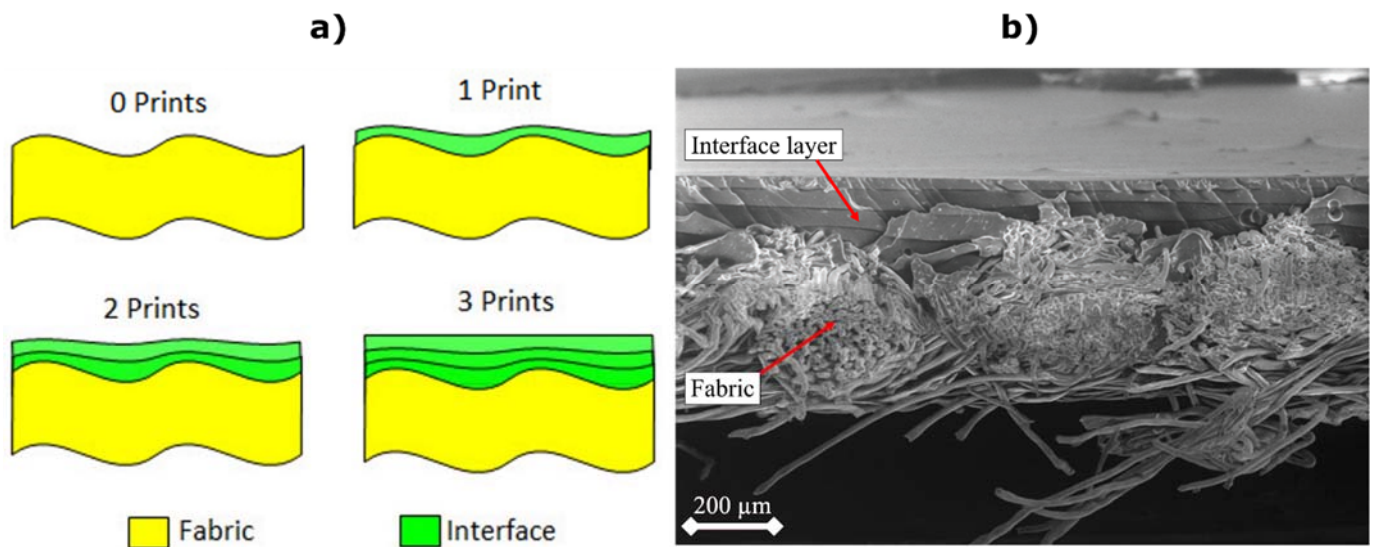 a)
b)
0 Prints
1 Print
2 Prints
3 Prints
Fabric
Interface
Interface layer
Fabric
200 µm